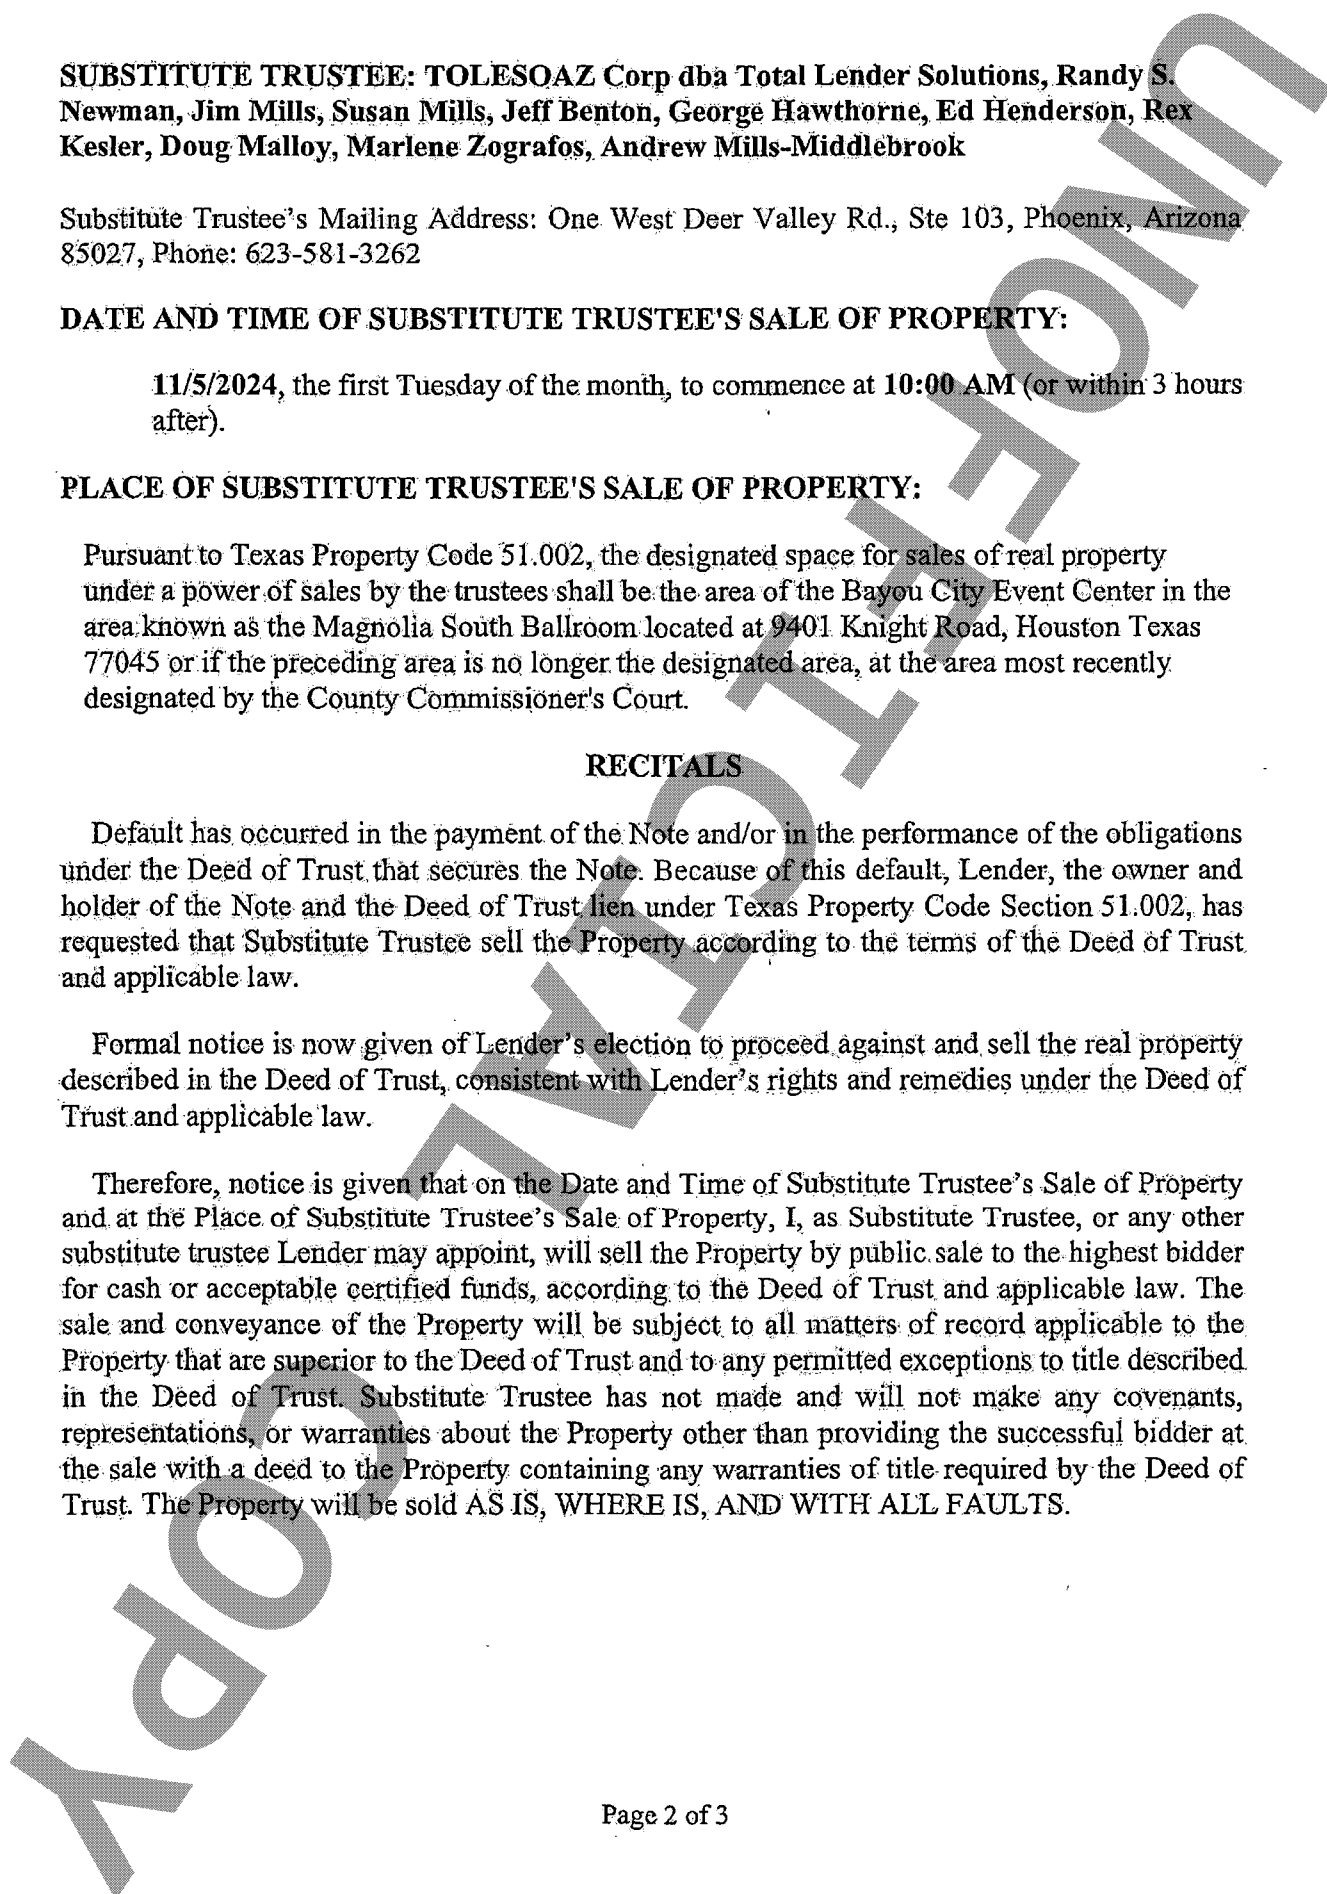 SUBSTITUTE TRUSTEE: TOLESOAZ Corp dba Total Lender Solutions, Randy S.
Newman, Jim Mills, Susan Mills, Jeff Benton, George Hawthorne, Ed Henderson, Rex
Kesler, Doug Malloy, Marlene Zografos, Andrew Mills-Middlebrook
Substitute Trustee's Mailing Address: One West Deer Valley Rd., Ste 103, Phoenix, Arizona
85027, Phone: 623-581-3262
DATE AND TIME OF SUBSTITUTE TRUSTEE'S SALE OF PROPERTY:
11/5/2024, the first Tuesday of the month, to commence at 10:00 AM (or within 3 hours
after).
PLACE OF SUBSTITUTE TRUSTEE'S SALE OF PROPERTY:
Pursuant to Texas Property Code 51.002, the designated space for sales of real property
under a power of sales by the trustees shall be the area of the Bayou City Event Center in the
area known as the Magnolia South Ballroom located at 9401 Knight Road, Houston Texas
77045 or if the preceding area is no longer the designated area, at the area most recently
designated by the County Commissioner's Court.
RECITALS
Default has occurred in the payment of the Note and/or in the performance of the obligations
under the Deed of Trust that secures the Note. Because of this default, Lender, the owner and
holder of the Note and the Deed of Trust lien under Texas Property Code Section 51.002, has
requested that Substitute Trustee sell the Property according to the terms of the Deed of Trust
and applicable law.
Formal notice is now given of Lender's election to proceed against and sell the real property
described in the Deed of Trust, consistent with Lender's rights and remedies under the Deed of
Trust and applicable law.
Therefore, notice is given that on the Date and Time of Substitute Trustee's Sale of Property
and at the Place of Substitute Trustee's Sale of Property, I, as Substitute Trustee, or any other
substitute trustee Lender may appoint, will sell the Property by public sale to the highest bidder
for cash or acceptable certified funds, according to the Deed of Trust and applicable law. The
sale and conveyance of the Property will be subject to all matters of record applicable to the
Property that are superior to the Deed of Trust and to any permitted exceptions to title described
in the Deed of Trust. Substitute Trustee has not made and will not make any covenants,
representations, or warranties about the Property other than providing the successful bidder at
the sale with a deed to the Property containing any warranties of title required by the Deed of
Trust. The Property will be sold AS IS, WHERE IS, AND WITH ALL FAULTS.
Page 2 of 3
UNOFFICIAL COPY